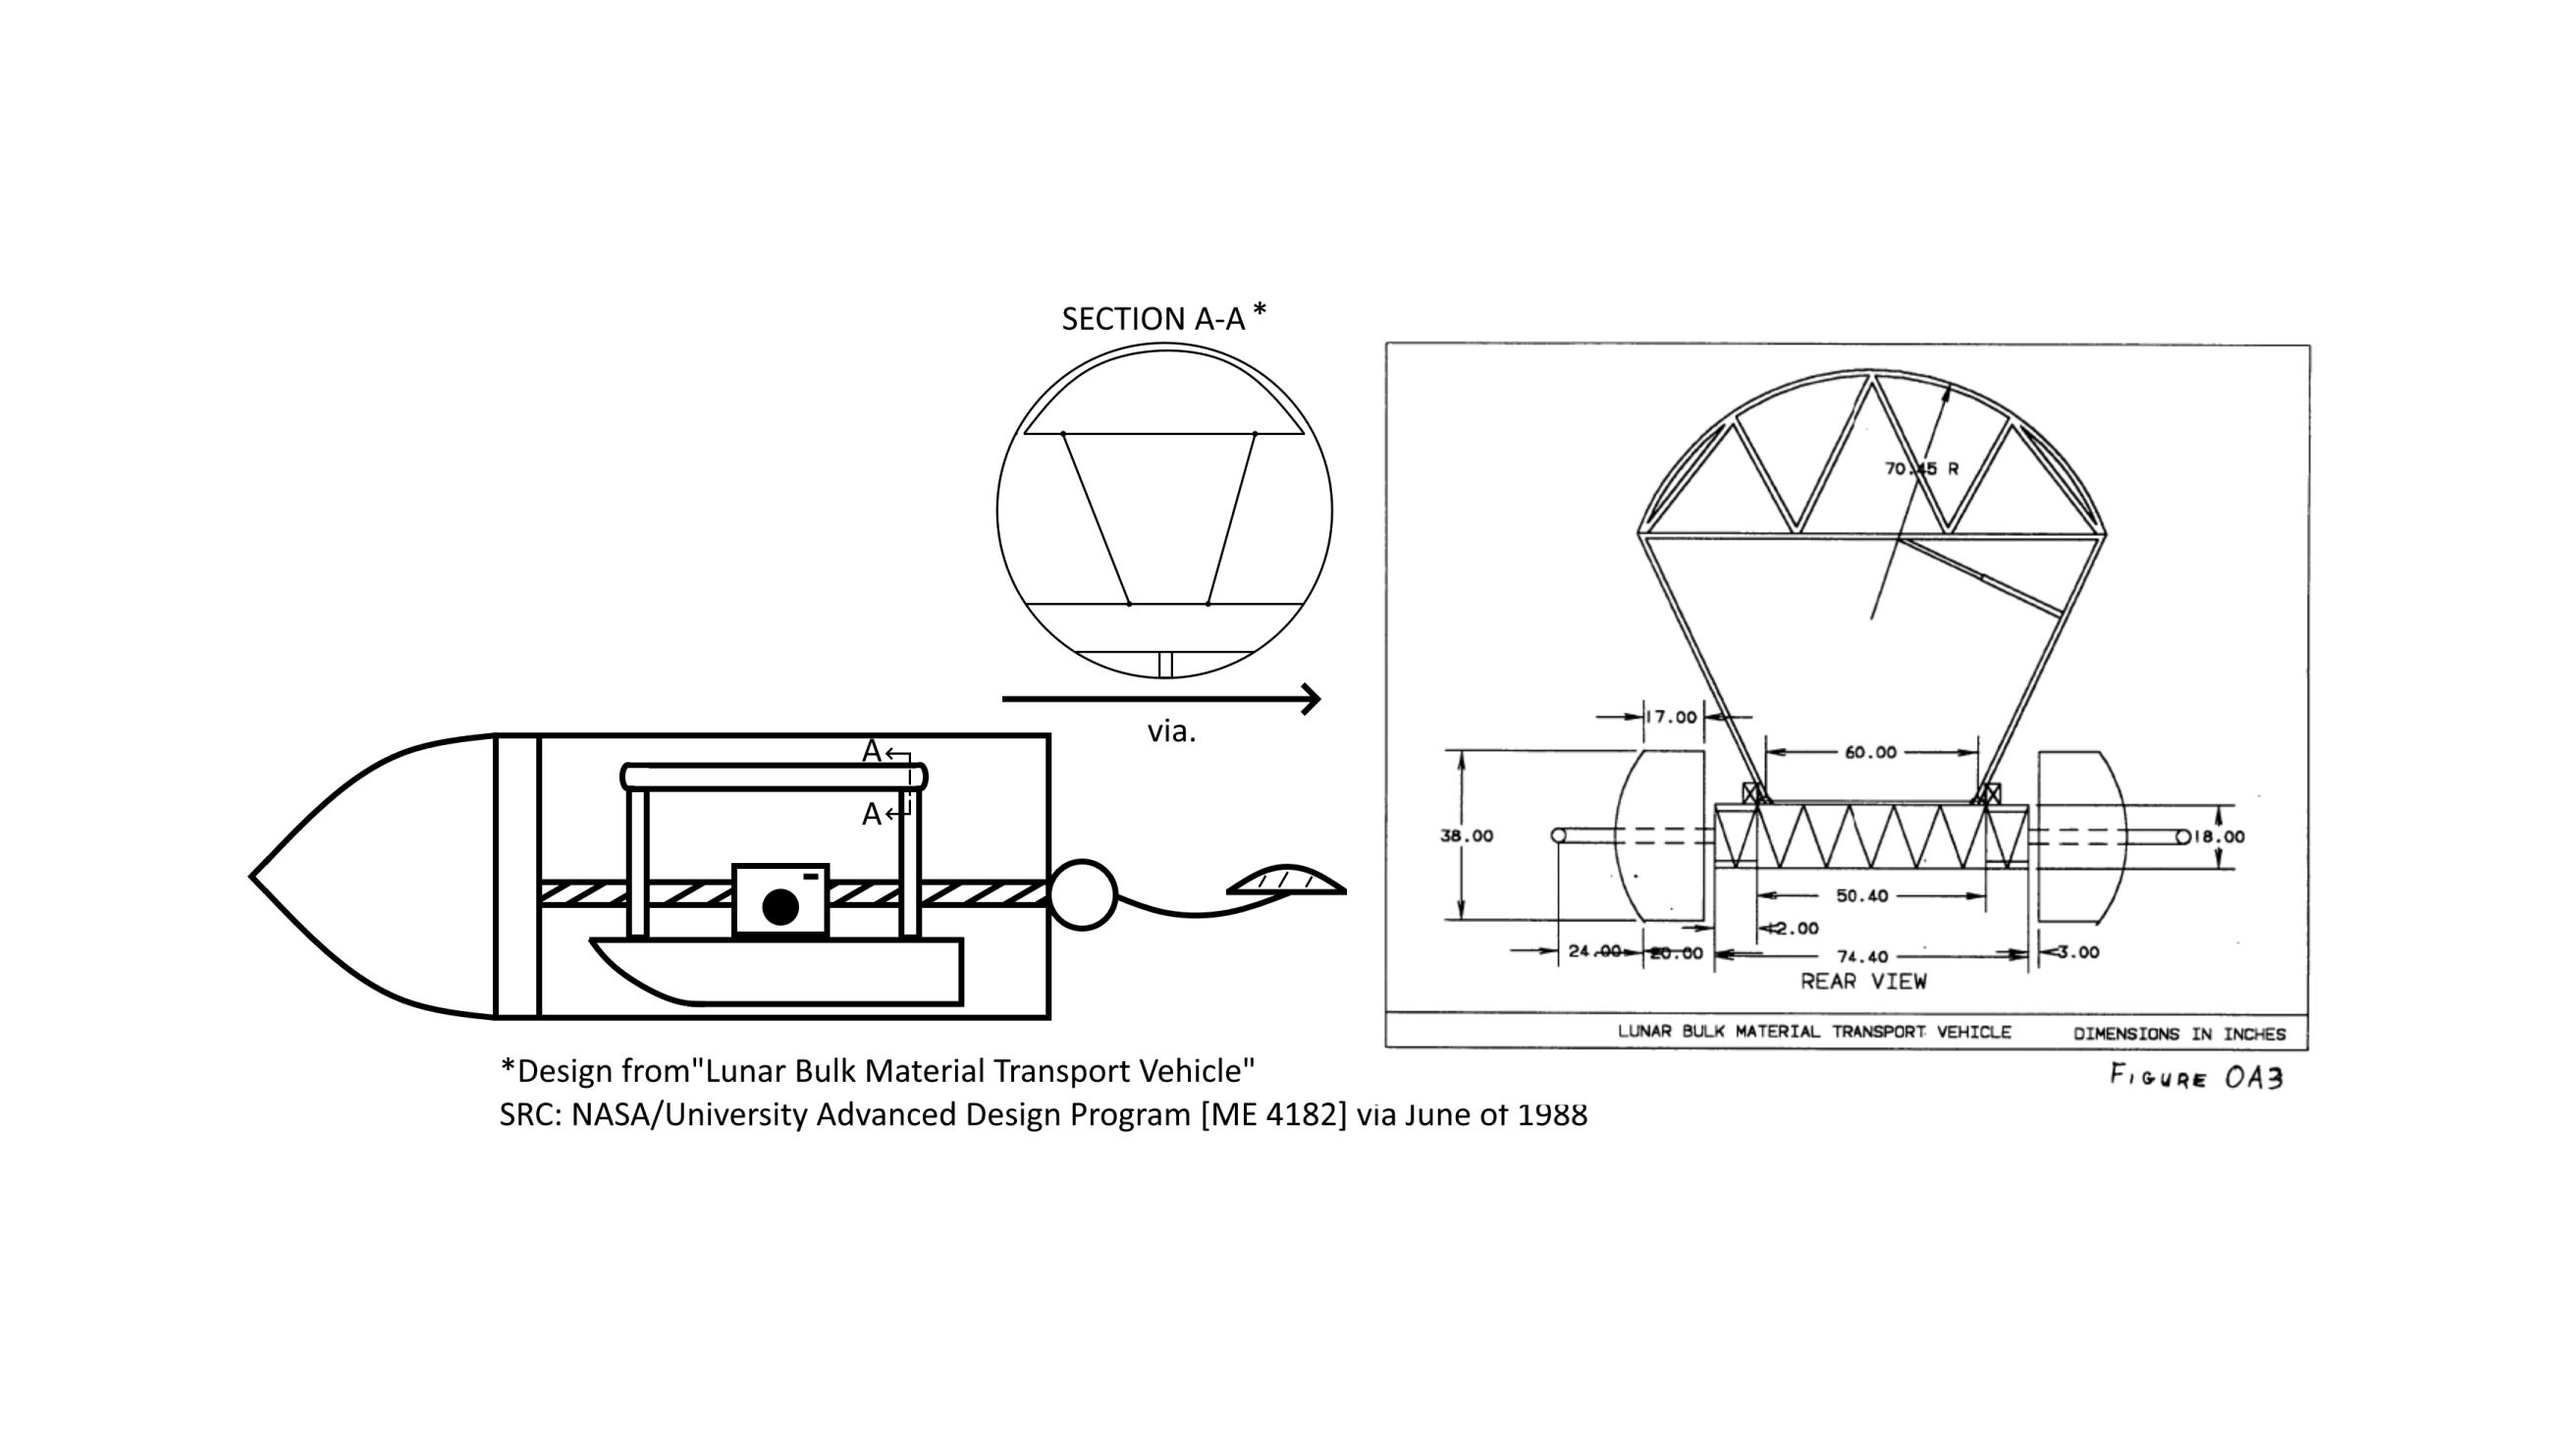 SECTION A-A *
via.
A
A
*Design from"Lunar Bulk Material Transport Vehicle"
SRC: NASA/University Advanced Design Program [ME 4182] via June of 1988
70.45 R
17.00
60.00
38.00
18.00
50.40
2.00
24.00
20.00
74.40
3.00
REAR VIEW
LUNAR BULK MATERIAL TRANSPORT VEHICLE DIMENSIONS IN INCHES
FIGURE OA3